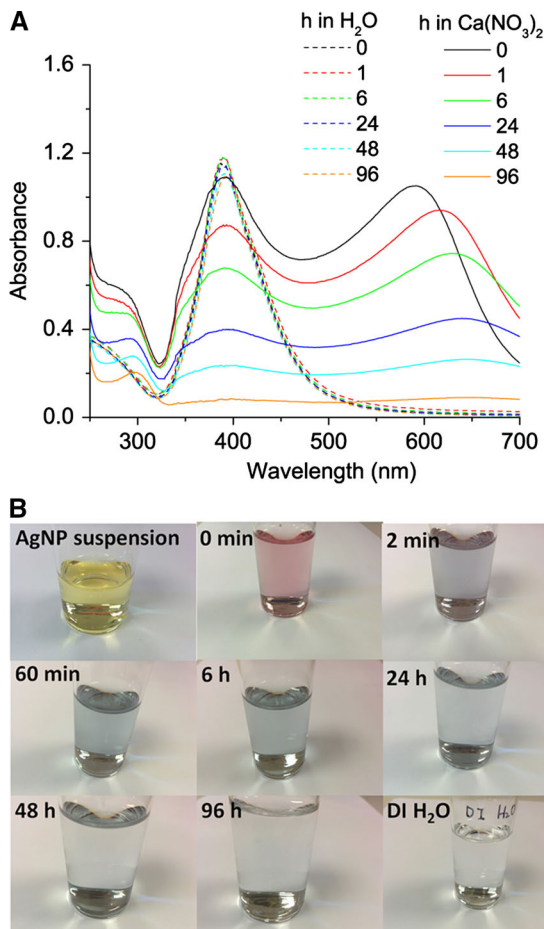 A
h in H₂O h in Ca(NO₃)₂
0 0
1 1
6 6
24 24
48 48
96 96
1.6
1.2
0.8
0.4
0.0
Absorbance
300 400 500 600 700
Wavelength (nm)
B
AgNP suspension 0 min 2 min
60 min 6 h 24 h
48 h 96 h DI H₂O
DI H₂O